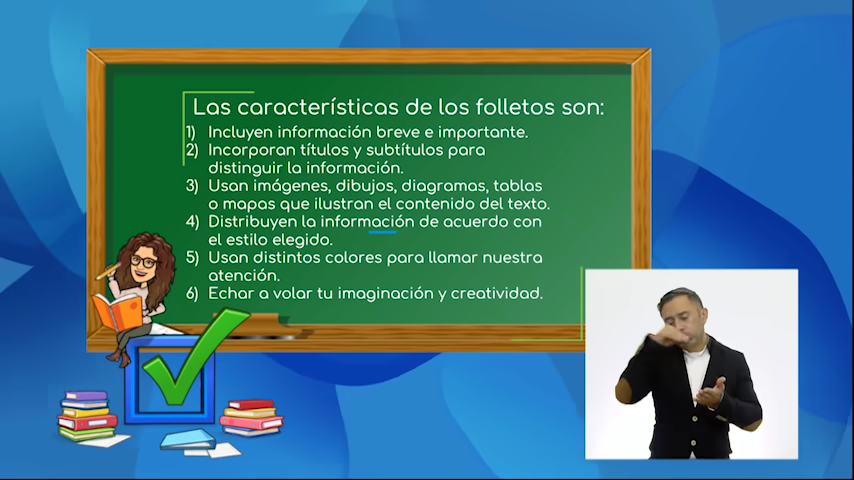 Las características de los folletos son:
1) Incluyen información breve e importante.
2) Incorporan títulos y subtítulos para
distinguir la información.
3) Usan imágenes, dibujos, diagramas, tablas
o mapas que ilustran el contenido del texto.
4) Distribuyen la información de acuerdo con
el estilo elegido.
5) Usan distintos colores para llamar nuestra
atención.
6) Echar a volar tu imaginación y creatividad.